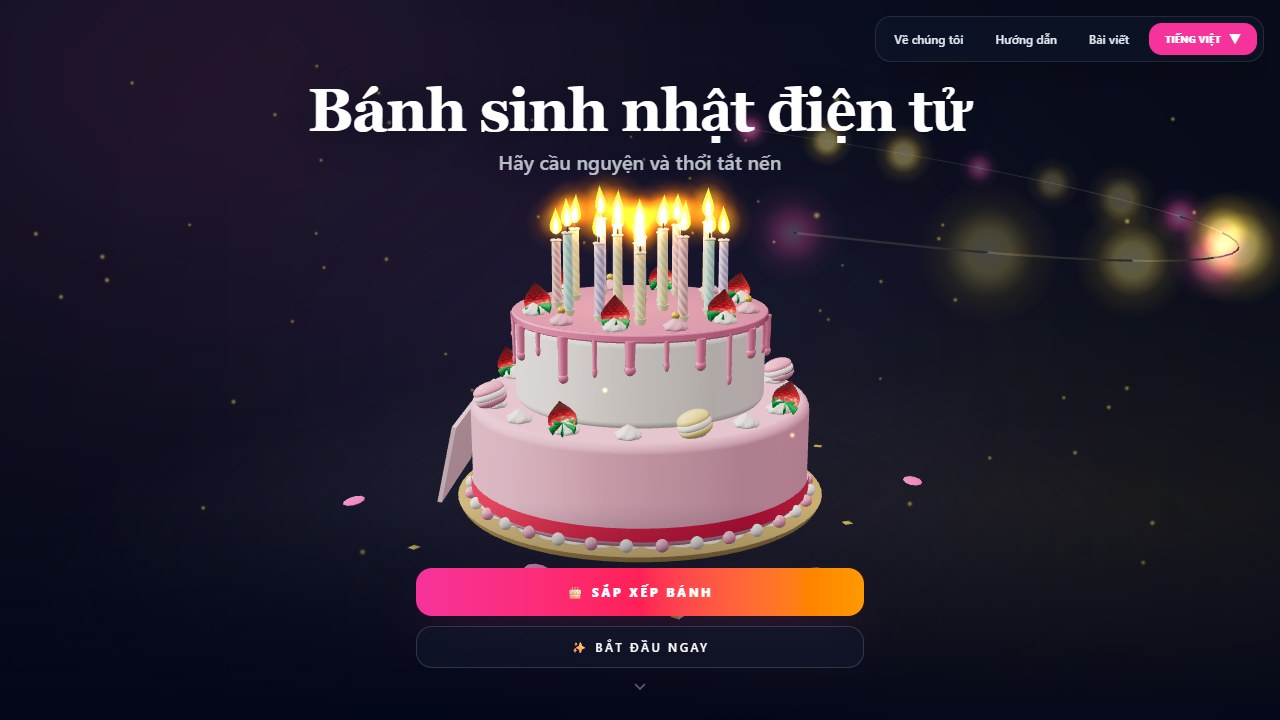 Về chúng tôi
Hướng dẫn
Bài viết
TIẾNG VIỆT ▼
Bánh sinh nhật điện tử
Hãy cầu nguyện và thổi tắt nến
🎂 SẮP XẾP BÁNH
✨ BẮT ĐẦU NGAY